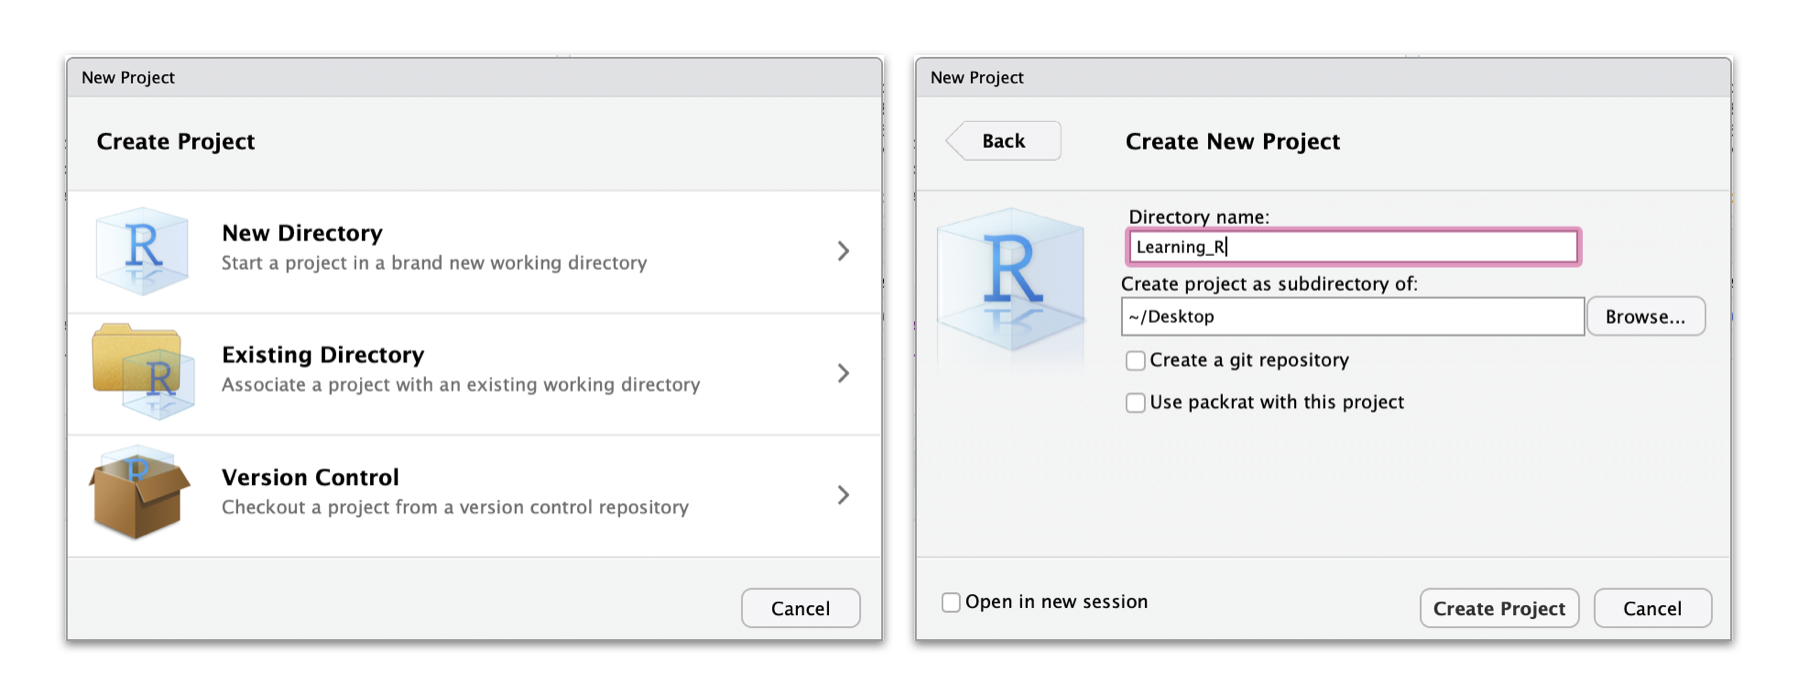 New Project
Create Project
R
New Directory
Start a project in a brand new working directory
R
Existing Directory
Associate a project with an existing working directory
R
Version Control
Checkout a project from a version control repository
Cancel
New Project
Back
Create New Project
R
Directory name:
Learning_R
Create project as subdirectory of:
~/Desktop
Browse...
Create a git repository
Use packrat with this project
Open in new session
Create Project
Cancel